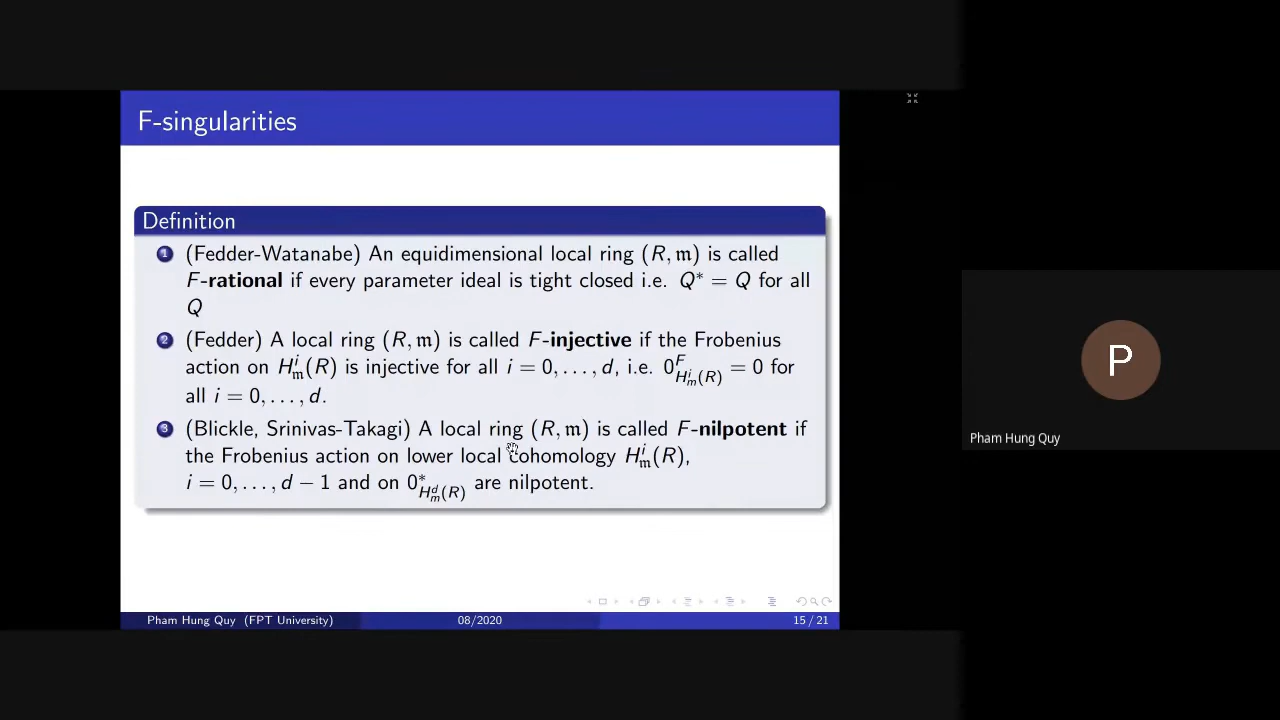 F-singularities
Definition
1 (Fedder-Watanabe) An equidimensional local ring (R, 𝔪) is called
F-rational if every parameter ideal is tight closed i.e. Q* = Q for all
Q
2 (Fedder) A local ring (R, 𝔪) is called F-injective if the Frobenius
action on H^i_𝔪(R) is injective for all i = 0, . . . , d, i.e. 0^F_{H^i_m(R)} = 0 for
all i = 0, . . . , d.
3 (Blickle, Srinivas-Takagi) A local ring (R, 𝔪) is called F-nilpotent if
the Frobenius action on lower local cohomology H^i_𝔪(R),
i = 0, . . . , d − 1 and on 0^*_{H^d_m(R)} are nilpotent.
Pham Hung Quy (FPT University) 08/2020 15 / 21
P
Pham Hung Quy